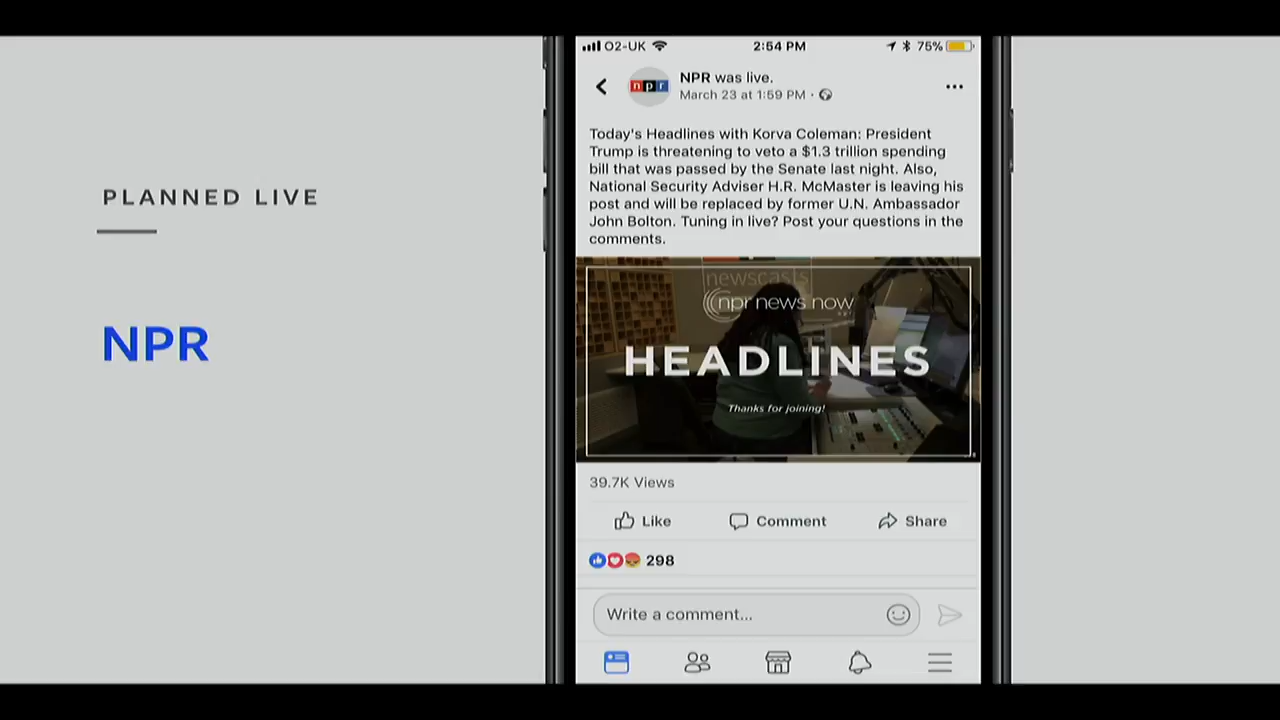 PLANNED LIVE
NPR
O2-UK
2:54 PM
75%
npr
NPR was live.
March 23 at 1:59 PM ·
Today's Headlines with Korva Coleman: President
Trump is threatening to veto a $1.3 trillion spending
bill that was passed by the Senate last night. Also,
National Security Adviser H.R. McMaster is leaving his
post and will be replaced by former U.N. Ambassador
John Bolton. Tuning in live? Post your questions in the
comments.
newscasts
npr news now
HEADLINES
Thanks for joining!
39.7K Views
Like
Comment
Share
298
Write a comment...